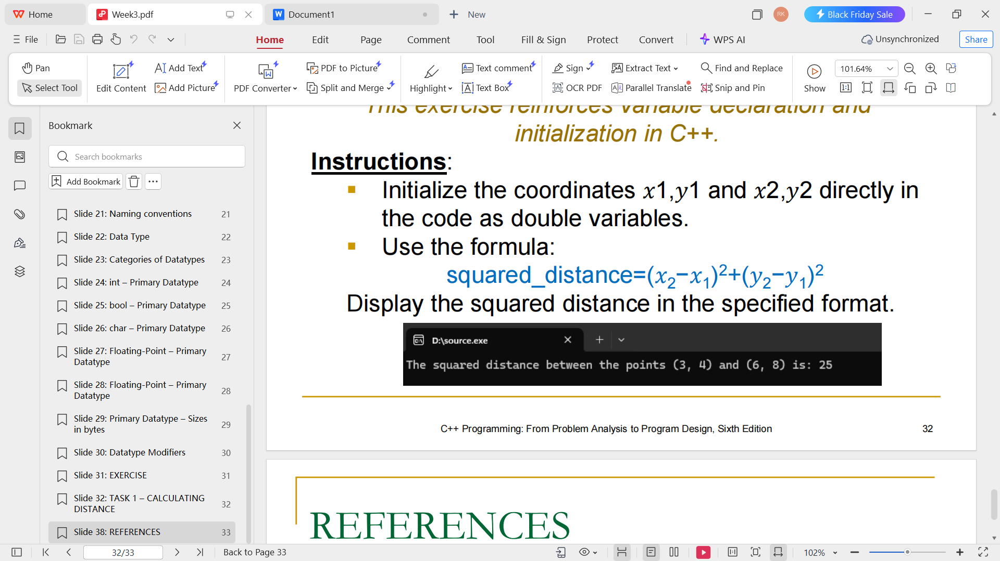 Home
Week3.pdf
Document1
New
RK
Black Friday Sale
File
Home
Edit
Page
Comment
Tool
Fill & Sign
Protect
Convert
WPS AI
Unsynchronized
Share
Pan
Select Tool
Edit Content
Add Text
Add Picture
PDF Converter
PDF to Picture
Split and Merge
Highlight
Text comment
Text Box
Sign
OCR PDF
Extract Text
Parallel Translate
Find and Replace
Snip and Pin
Show
101.64%
Bookmark
Search bookmarks
Add Bookmark
Slide 21: Naming conventions 21
Slide 22: Data Type 22
Slide 23: Categories of Datatypes 23
Slide 24: int – Primary Datatype 24
Slide 25: bool – Primary Datatype 25
Slide 26: char – Primary Datatype 26
Slide 27: Floating-Point – Primary
Datatype 27
Slide 28: Floating-Point – Primary
Datatype 28
Slide 29: Primary Datatype – Sizes
in bytes 29
Slide 30: Datatype Modifiers 30
Slide 31: EXERCISE 31
Slide 32: TASK 1 – CALCULATING
DISTANCE 32
Slide 38: REFERENCES 33
This exercise reinforces variable declaration and
initialization in C++.
Instructions:
▪ Initialize the coordinates x1,y1 and x2,y2 directly in
the code as double variables.
▪ Use the formula:
squared_distance=(x₂−x₁)²+(y₂−y₁)²
Display the squared distance in the specified format.
D:\source.exe
The squared distance between the points (3, 4) and (6, 8) is: 25
C++ Programming: From Problem Analysis to Program Design, Sixth Edition 32
REFERENCES
32/33
Back to Page 33
102%